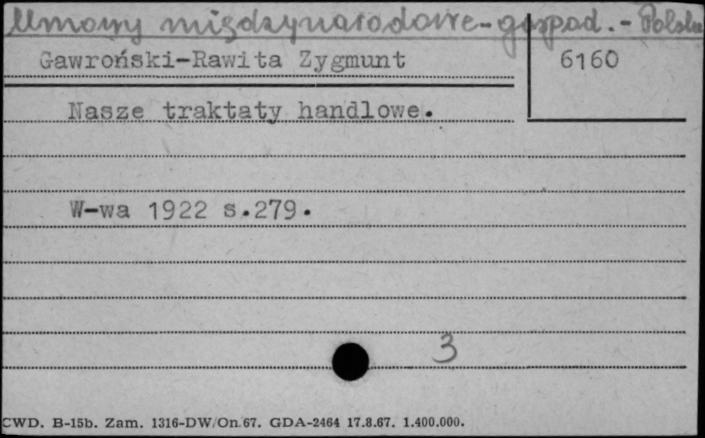 Umowy międzynarodowe-gospod.-Polska
Gawroński-Rawita Zygmunt
6160
Nasze traktaty handlowe.
W-wa 1922 s.279.
3
CWD. B-15b. Zam. 1316-DW/On.67. GDA-2464 17.8.67. 1.400.000.